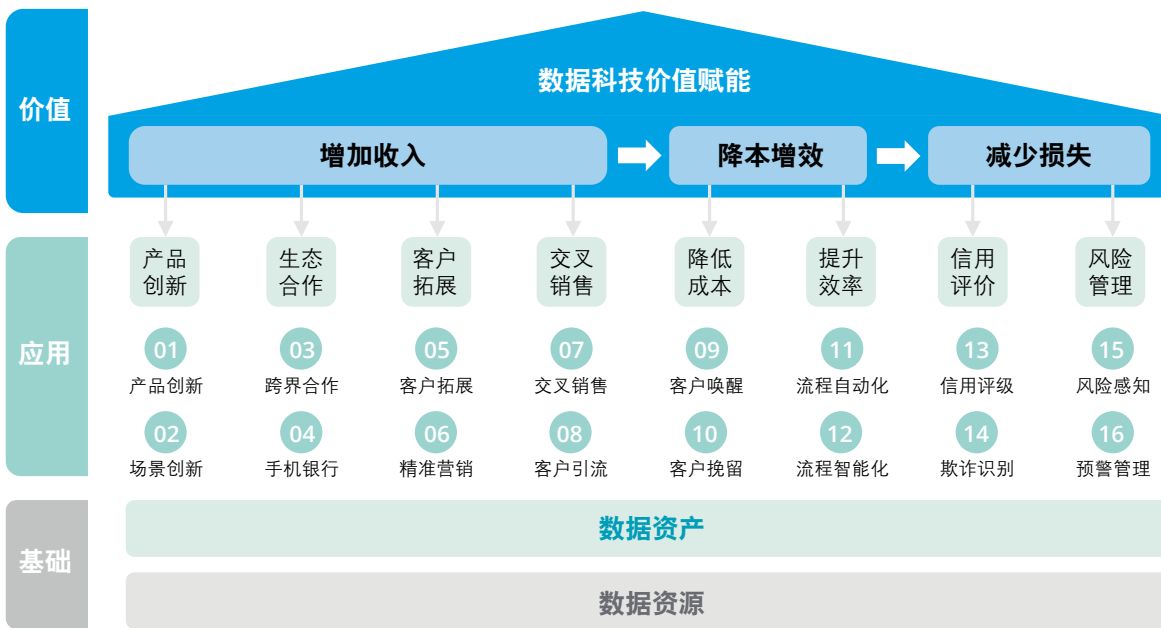 价值
数据科技价值赋能
增加收入
降本增效
减少损失
应用
产品
创新
生态
合作
客户
拓展
交叉
销售
降低
成本
提升
效率
信用
评价
风险
管理
01
03
05
07
09
11
13
15
产品创新
跨界合作
客户拓展
交叉销售
客户唤醒
流程自动化
信用评级
风险感知
02
04
06
08
10
12
14
16
场景创新
手机银行
精准营销
客户引流
客户挽留
流程智能化
欺诈识别
预警管理
基础
数据资产
数据资源